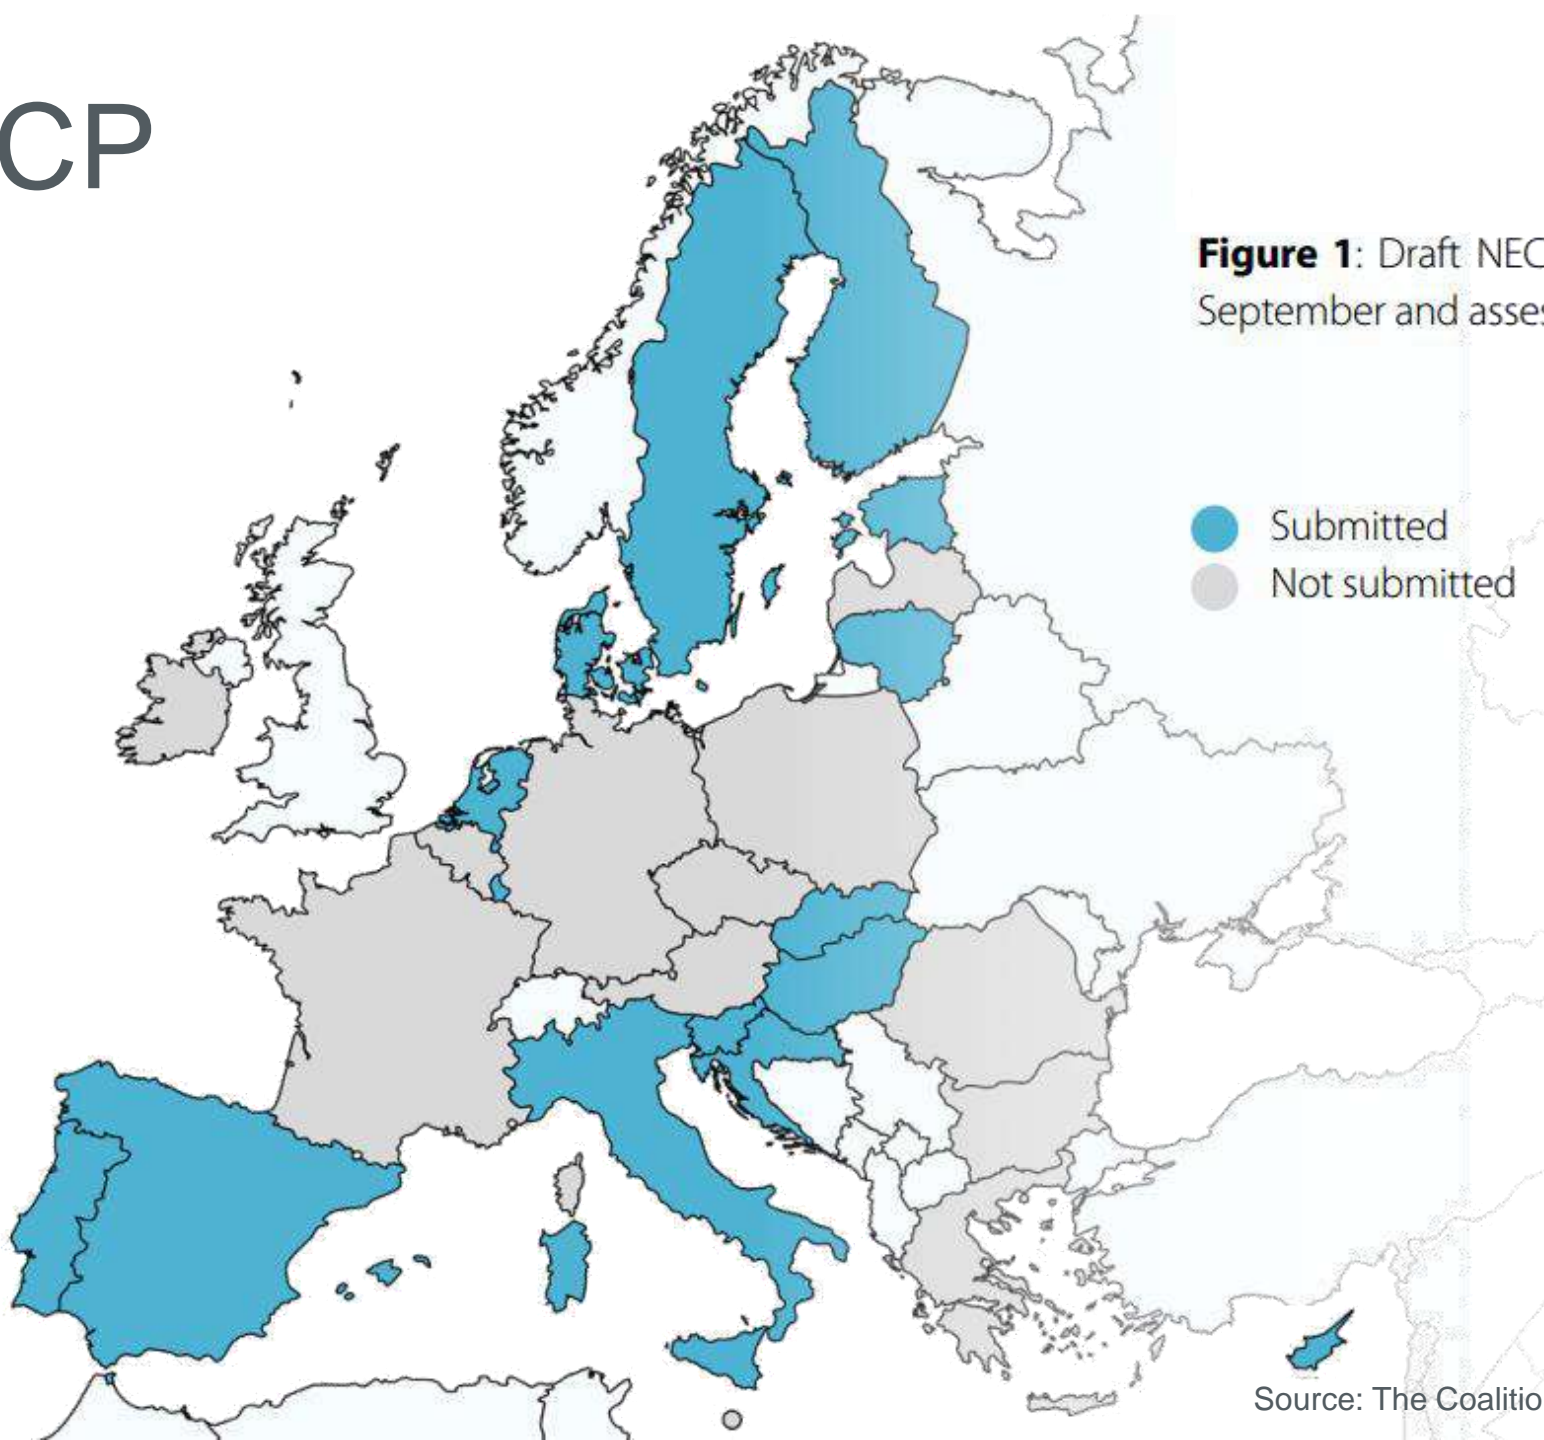 CP
Figure 1: Draft NEC
September and asses
Submitted
Not submitted
Source: The Coalitio